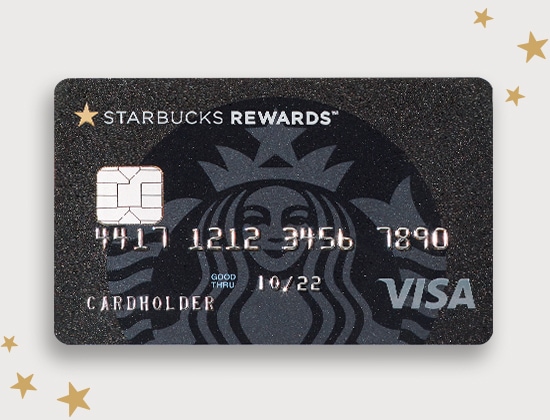 STARBUCKS REWARDS™
4417 1212 3456 7890
GOOD
THRU 10/22
CARDHOLDER
VISA